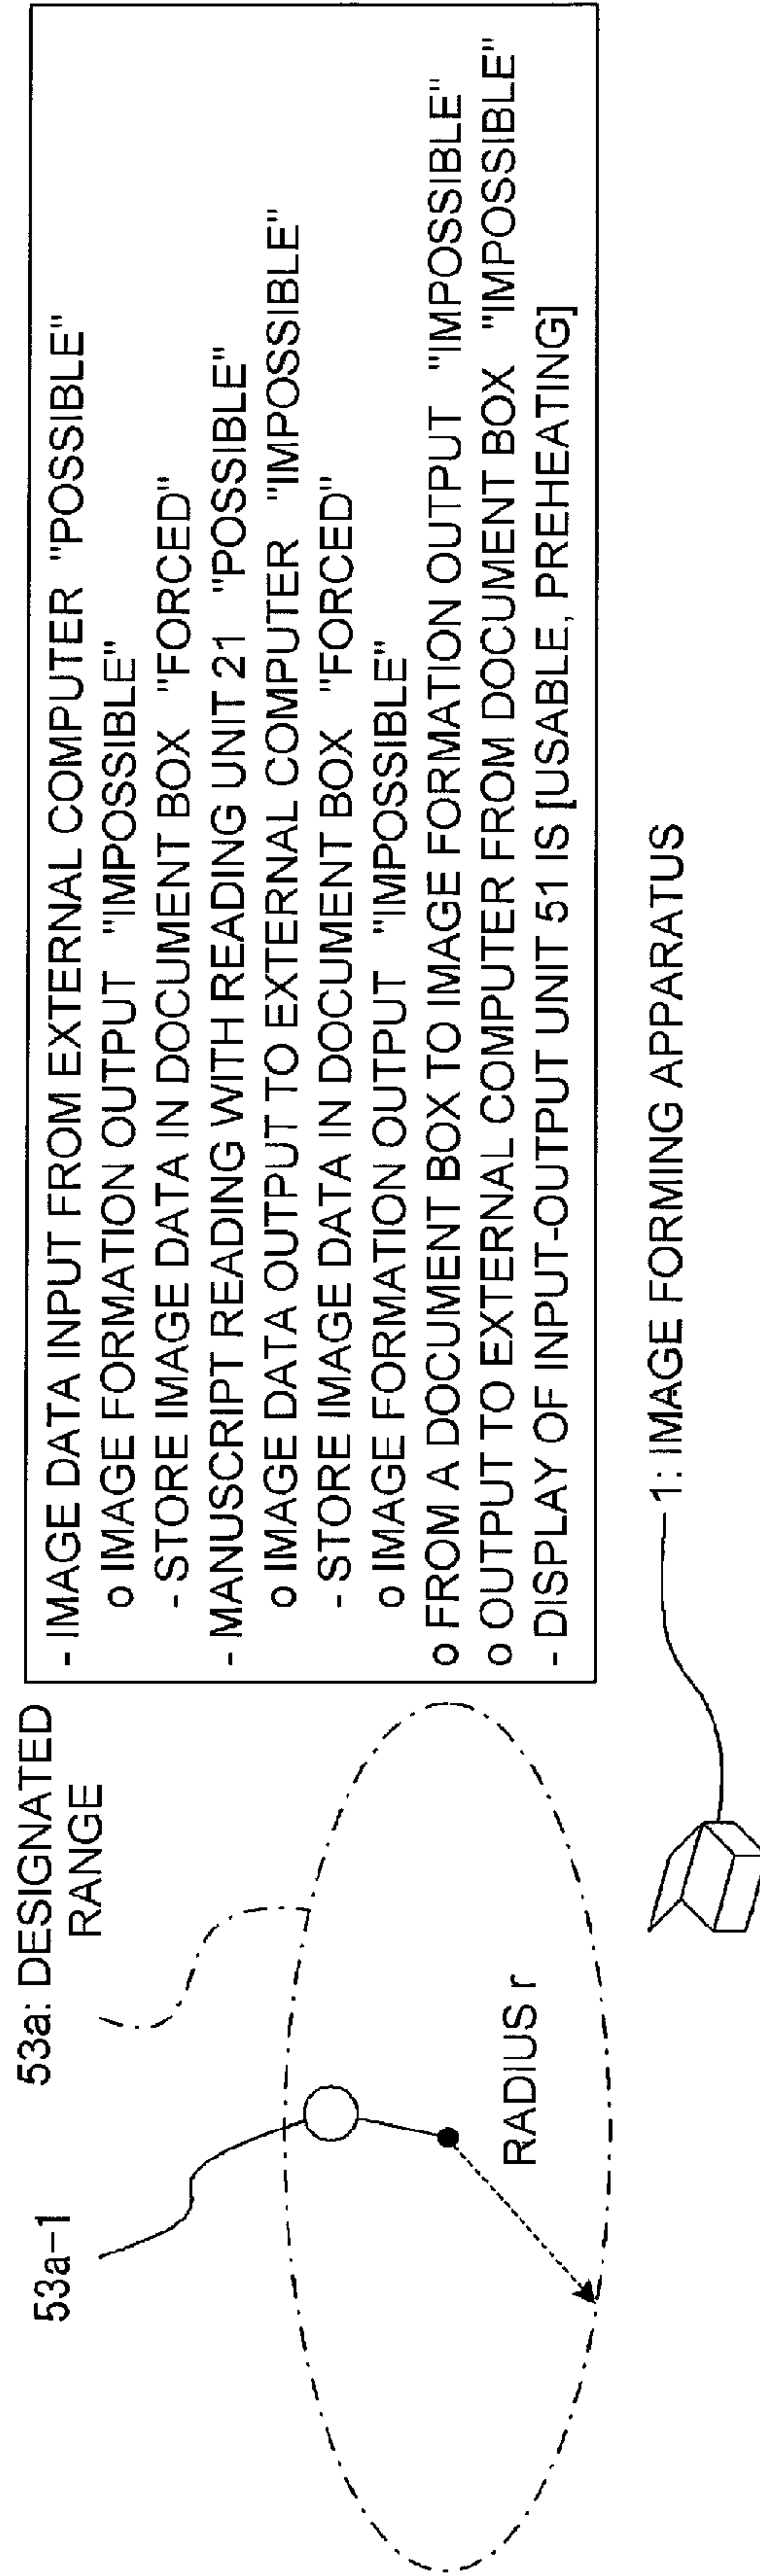 - IMAGE DATA INPUT FROM EXTERNAL COMPUTER "POSSIBLE"
o IMAGE FORMATION OUTPUT "IMPOSSIBLE"
- STORE IMAGE DATA IN DOCUMENT BOX "FORCED"
- MANUSCRIPT READING WITH READING UNIT 21 "POSSIBLE"
o IMAGE DATA OUTPUT TO EXTERNAL COMPUTER "IMPOSSIBLE"
- STORE IMAGE DATA IN DOCUMENT BOX "FORCED"
o IMAGE FORMATION OUTPUT "IMPOSSIBLE"
o FROM A DOCUMENT BOX TO IMAGE FORMATION OUTPUT "IMPOSSIBLE"
o OUTPUT TO EXTERNAL COMPUTER FROM DOCUMENT BOX "IMPOSSIBLE"
- DISPLAY OF INPUT-OUTPUT UNIT 51 IS [USABLE, PREHEATING]
53a: DESIGNATED
RANGE
53a-1
RADIUS r
1: IMAGE FORMING APPARATUS